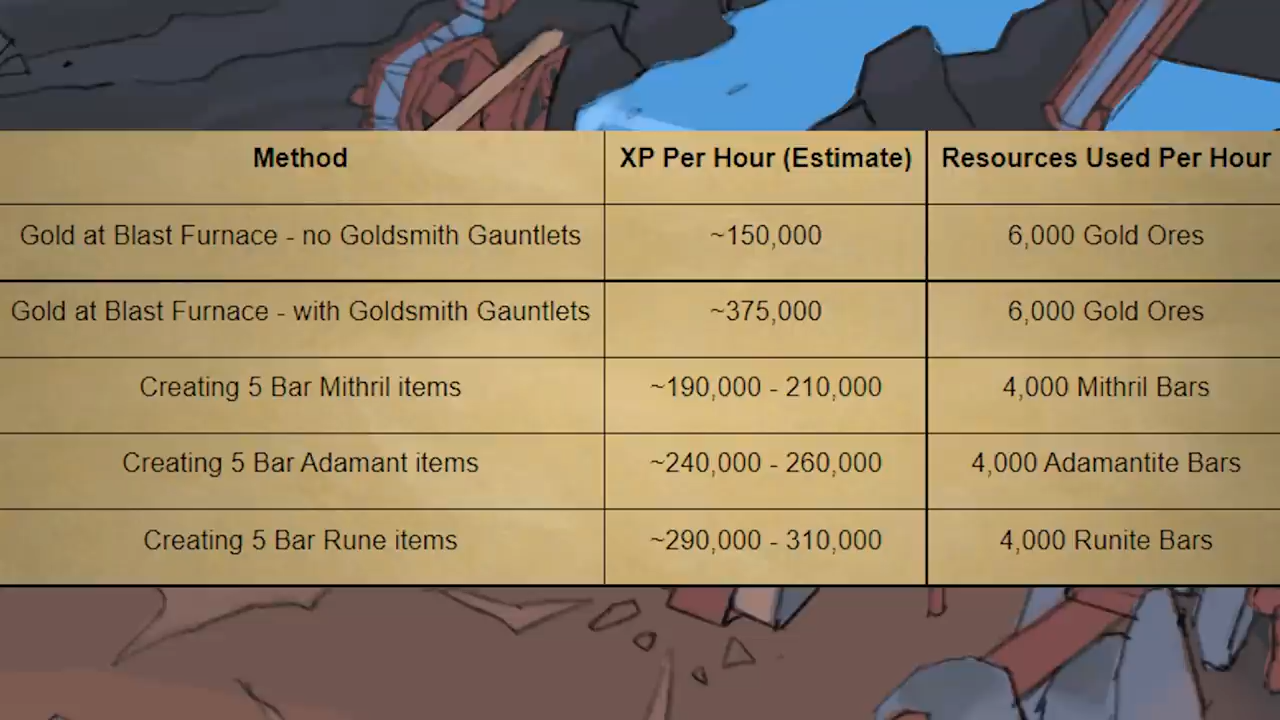 Method XP Per Hour (Estimate) Resources Used Per Hour
Gold at Blast Furnace - no Goldsmith Gauntlets ~150,000 6,000 Gold Ores
Gold at Blast Furnace - with Goldsmith Gauntlets ~375,000 6,000 Gold Ores
Creating 5 Bar Mithril items ~190,000 - 210,000 4,000 Mithril Bars
Creating 5 Bar Adamant items ~240,000 - 260,000 4,000 Adamantite Bars
Creating 5 Bar Rune items ~290,000 - 310,000 4,000 Runite Bars